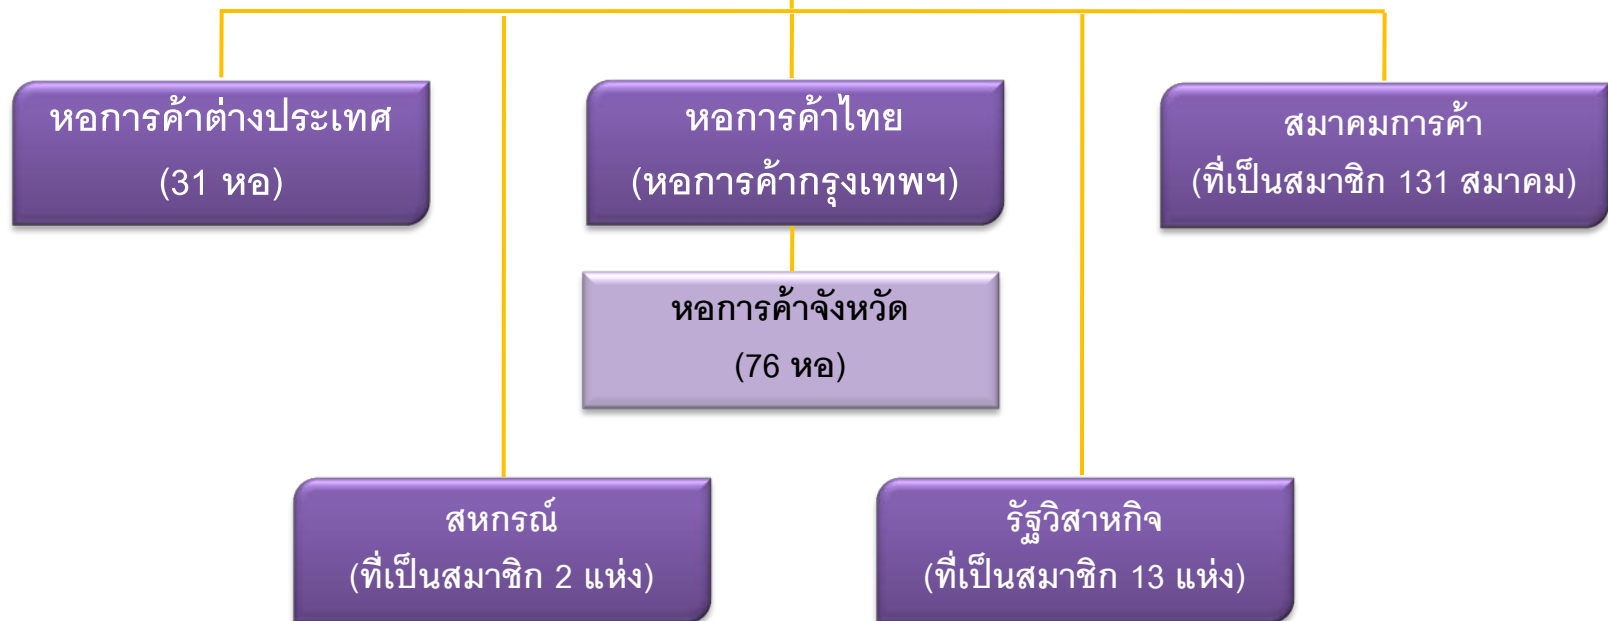 หอการค้าต่างประเทศ
(31 หอ)
หอการค้าไทย
(หอการค้ากรุงเทพฯ)
สมาคมการค้า
(ที่เป็นสมาชิก 131 สมาคม)
หอการค้าจังหวัด
(76 หอ)
สหกรณ์
(ที่เป็นสมาชิก 2 แห่ง)
รัฐวิสาหกิจ
(ที่เป็นสมาชิก 13 แห่ง)